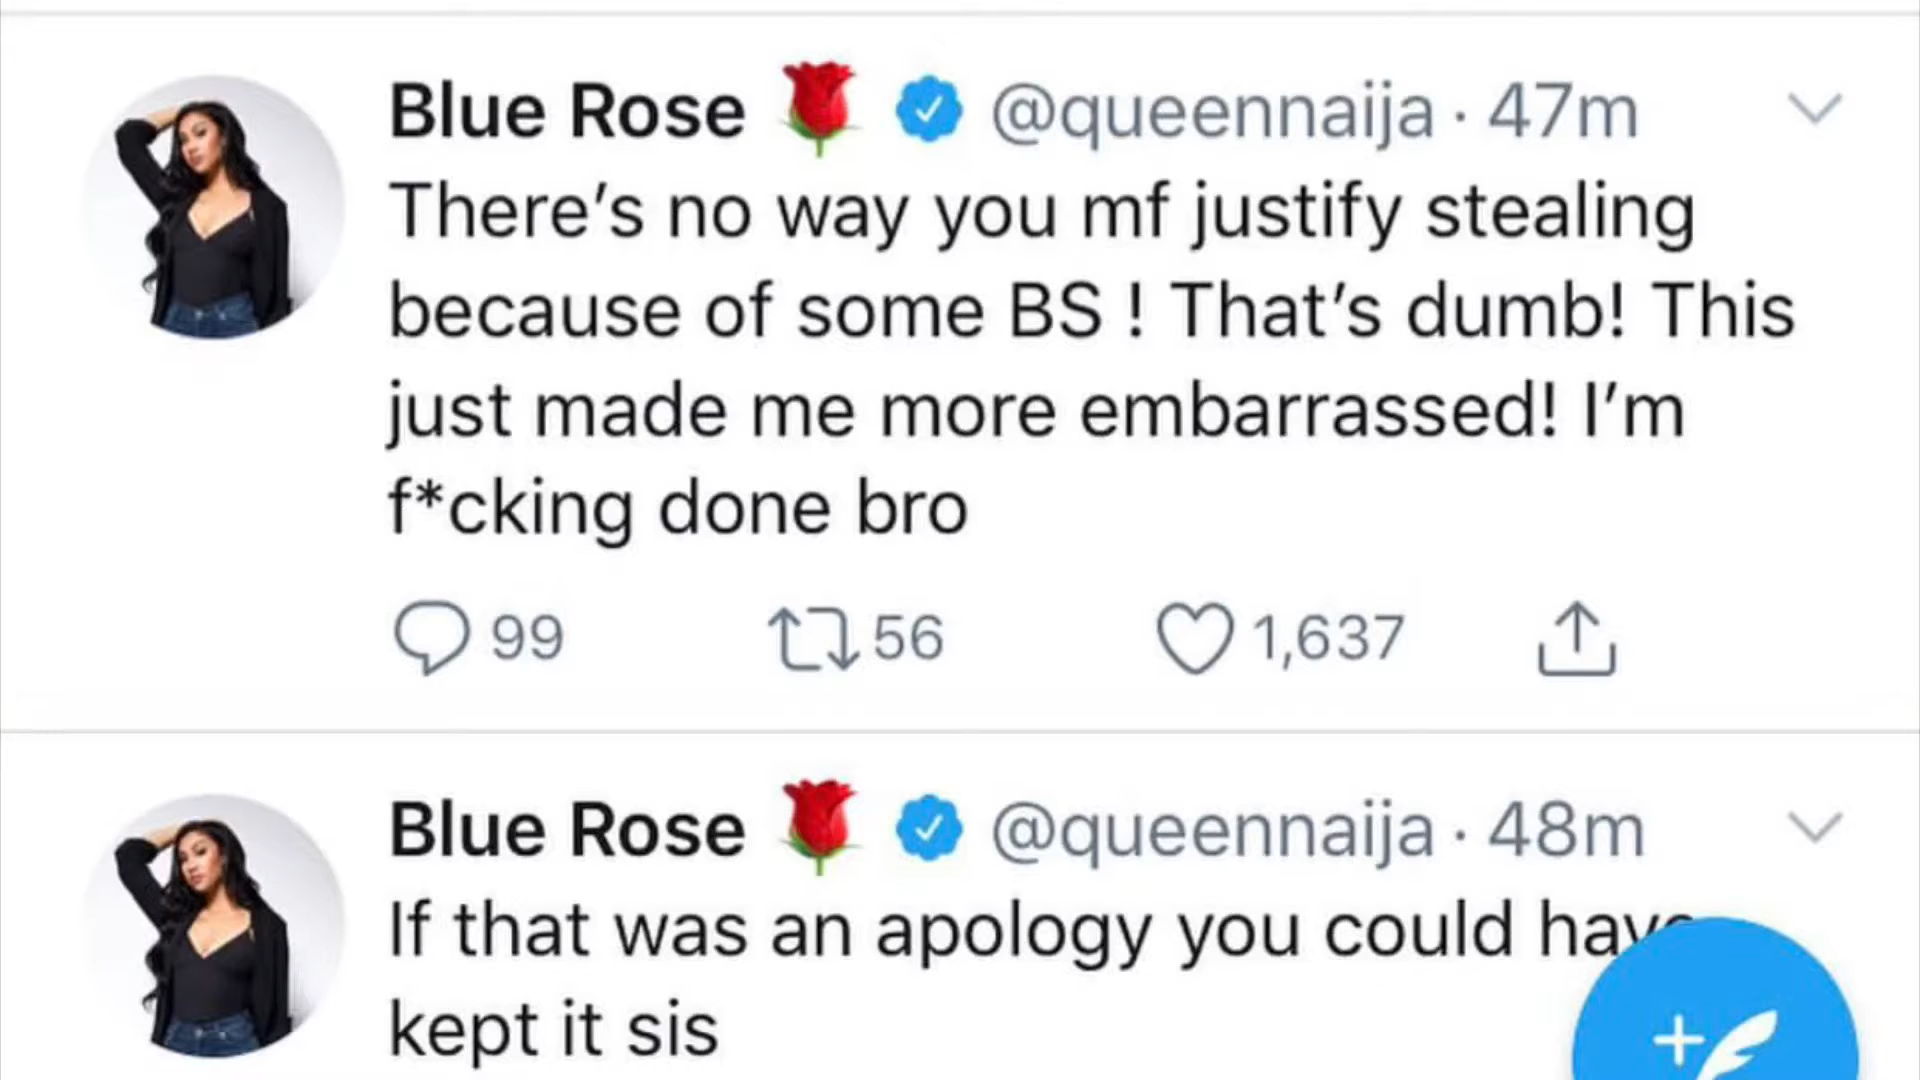 Blue Rose 🌹 @queennaija · 47m
There’s no way you mf justify stealing
because of some BS ! That’s dumb! This
just made me more embarrassed! I’m
f*cking done bro
99 56 1,637
Blue Rose 🌹 @queennaija · 48m
If that was an apology you could have
kept it sis